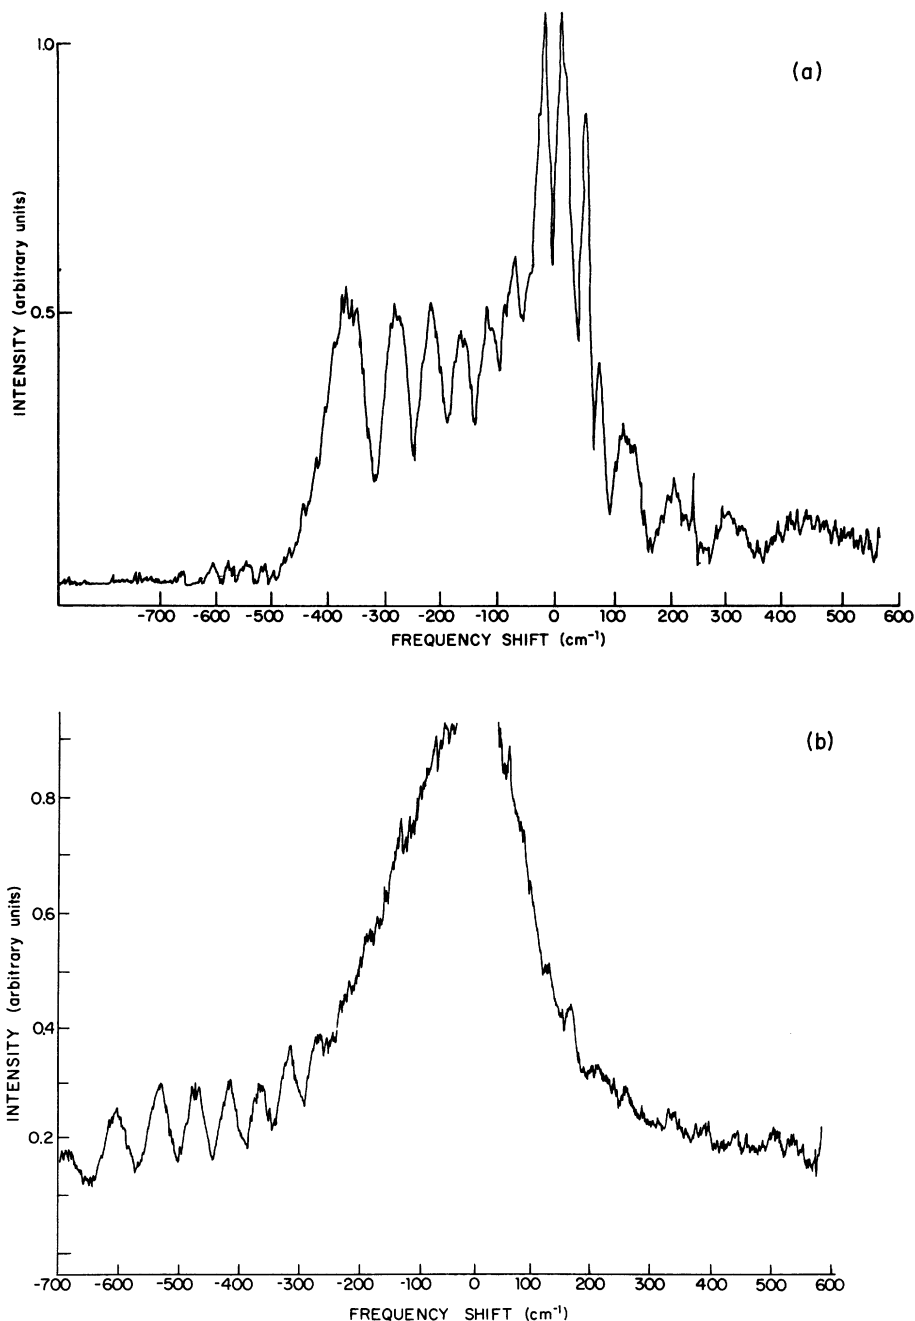 (a)
1.0
0.5
INTENSITY (arbitrary units)
-700 -600 -500 -400 -300 -200 -100 0 100 200 300 400 500 600
FREQUENCY SHIFT (cm⁻¹)
(b)
0.8
0.6
0.4
0.2
INTENSITY (arbitrary units)
-700 -600 -500 -400 -300 -200 -100 0 100 200 300 400 500 600
FREQUENCY SHIFT (cm⁻¹)